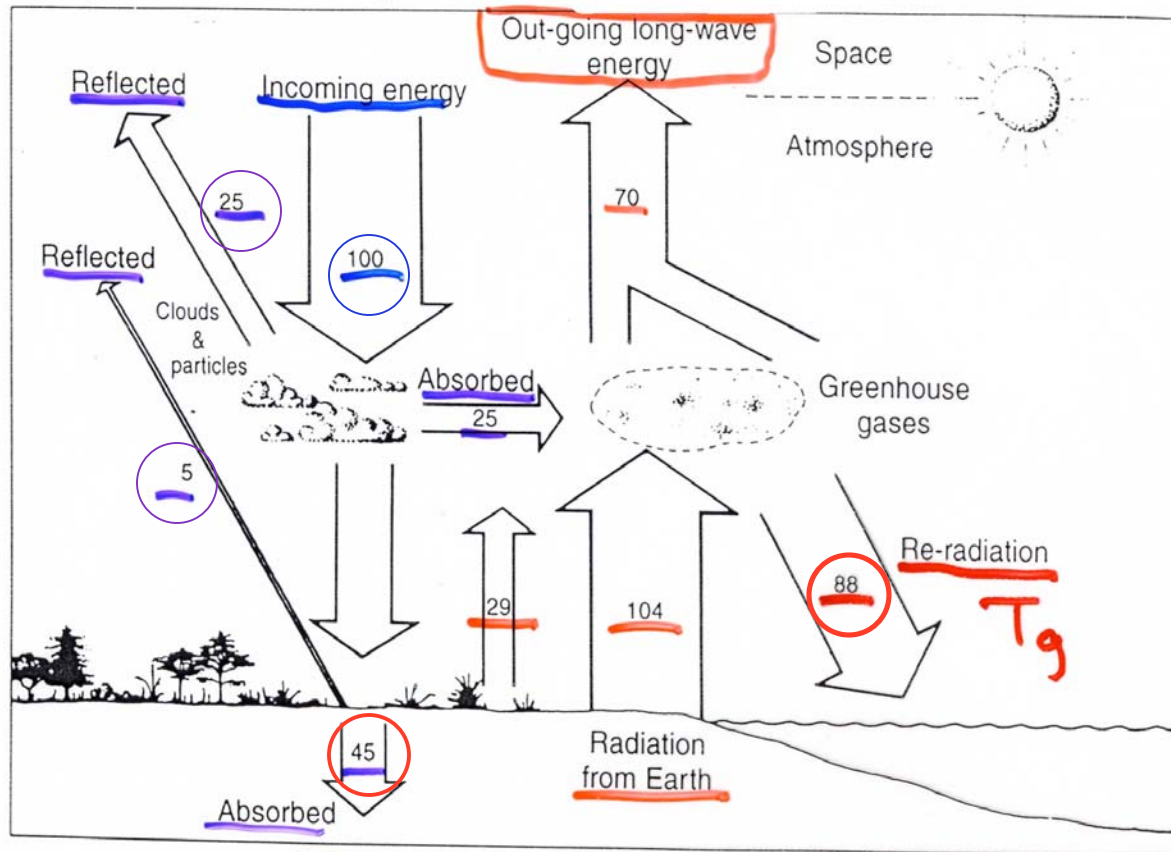 Out-going long-wave
energy
Space
Reflected
Incoming energy
Atmosphere
25
70
Reflected
100
Clouds
&
particles
Absorbed
25
Greenhouse
gases
5
Re-radiation
88
29
104
Tg
45
Radiation
from Earth
Absorbed